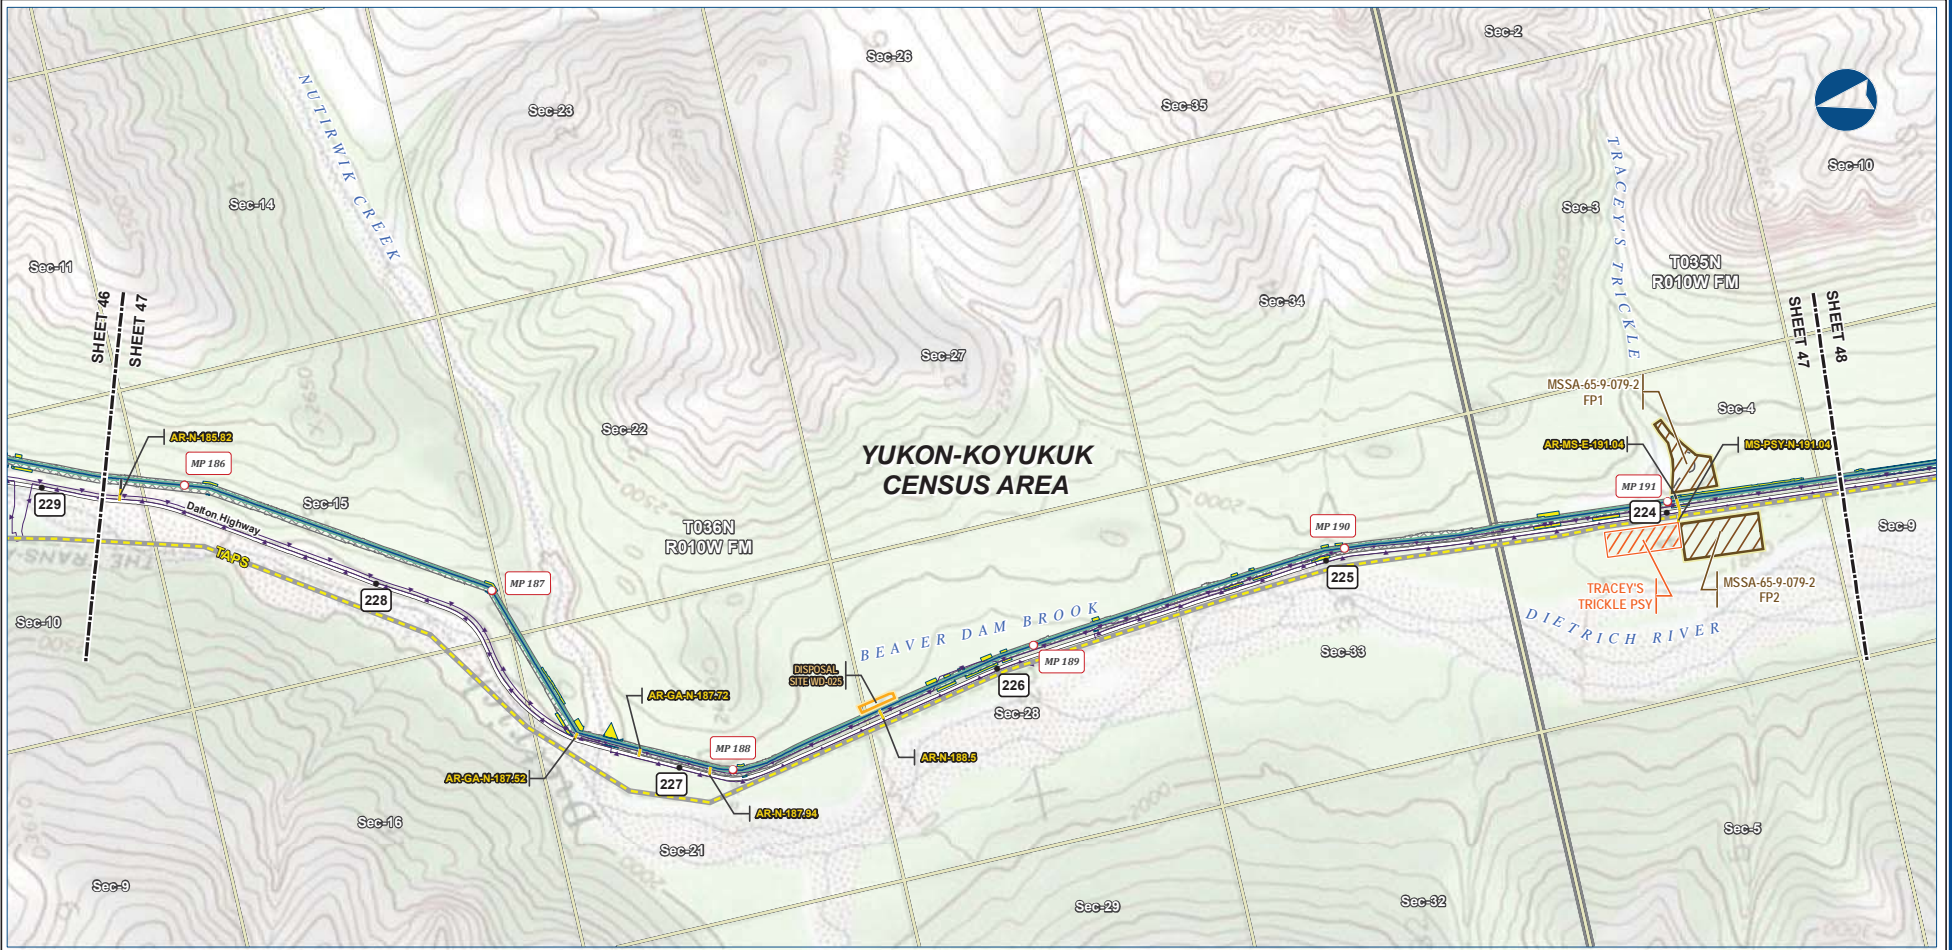 Sec-2
Sec-26
Sec-23
Sec-35
Sec-10
Sec-14
NUTIRWIK CREEK
TRACEY'S TRICKLE
Sec-3
Sec-11
T035N
R010W FM
SHEET 46
SHEET 47
Sec-34
SHEET 47
SHEET 48
Sec-27
MSSA-65-9-079-2
FP1
Sec-4
AR-N-185.82
Sec-22
AR-MS-E-191.04
MS-PSY-N-191.04
YUKON-KOYUKUK
CENSUS AREA
MP 186
MP 191
229
Sec-15
Dalton Highway
224
T036N
R010W FM
MP 190
Sec-9
TAPS
THE TRANS
MP 187
225
228
TRACEY'S
TRICKLE PSY
MSSA-65-9-079-2
FP2
Sec-10
BEAVER DAM BROOK
DIETRICH RIVER
Sec-33
MP 189
DISPOSAL
SITE WD-025
226
AR-GA-N-187.72
Sec-28
MP 188
AR-N-188.5
AR-GA-N-187.52
227
AR-N-187.94
Sec-16
Sec-21
Sec-5
Sec-9
Sec-29
Sec-32
2500
3000
2500
2000
2000